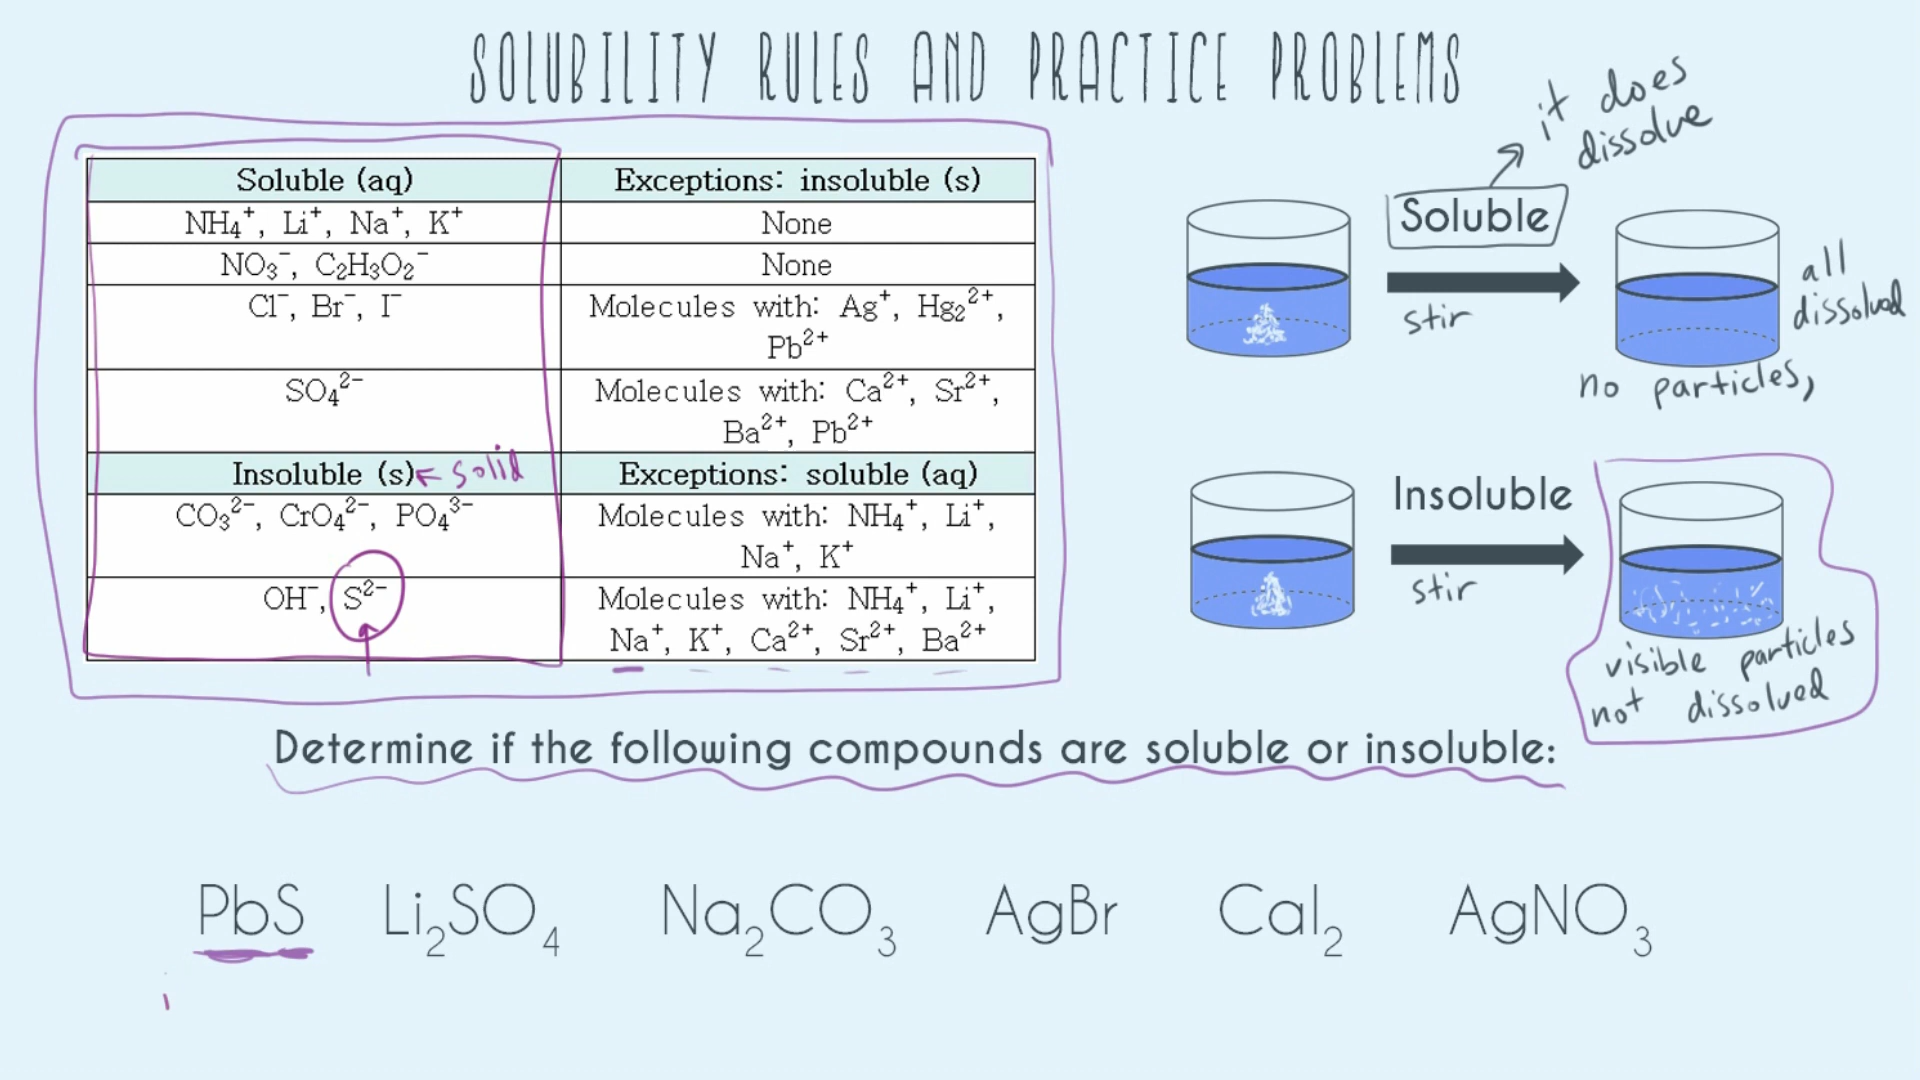 SOLUBILITY RULES AND PRACTICE PROBLEMS
Soluble (aq) Exceptions: insoluble (s)
NH₄⁺, Li⁺, Na⁺, K⁺ None
NO₃⁻, C₂H₃O₂⁻ None
Cl⁻, Br⁻, I⁻ Molecules with: Ag⁺, Hg₂²⁺,
Pb²⁺
SO₄²⁻ Molecules with: Ca²⁺, Sr²⁺,
Ba²⁺, Pb²⁺
Insoluble (s) ← solid Exceptions: soluble (aq)
CO₃²⁻, CrO₄²⁻, PO₄³⁻ Molecules with: NH₄⁺, Li⁺,
Na⁺, K⁺
OH⁻, S²⁻ Molecules with: NH₄⁺, Li⁺,
Na⁺, K⁺, Ca²⁺, Sr²⁺, Ba²⁺
it does
dissolve
Soluble
stir
all
dissolved
no particles,
Insoluble
stir
visible particles
not dissolved
Determine if the following compounds are soluble or insoluble:
PbS Li₂SO₄ Na₂CO₃ AgBr CaI₂ AgNO₃